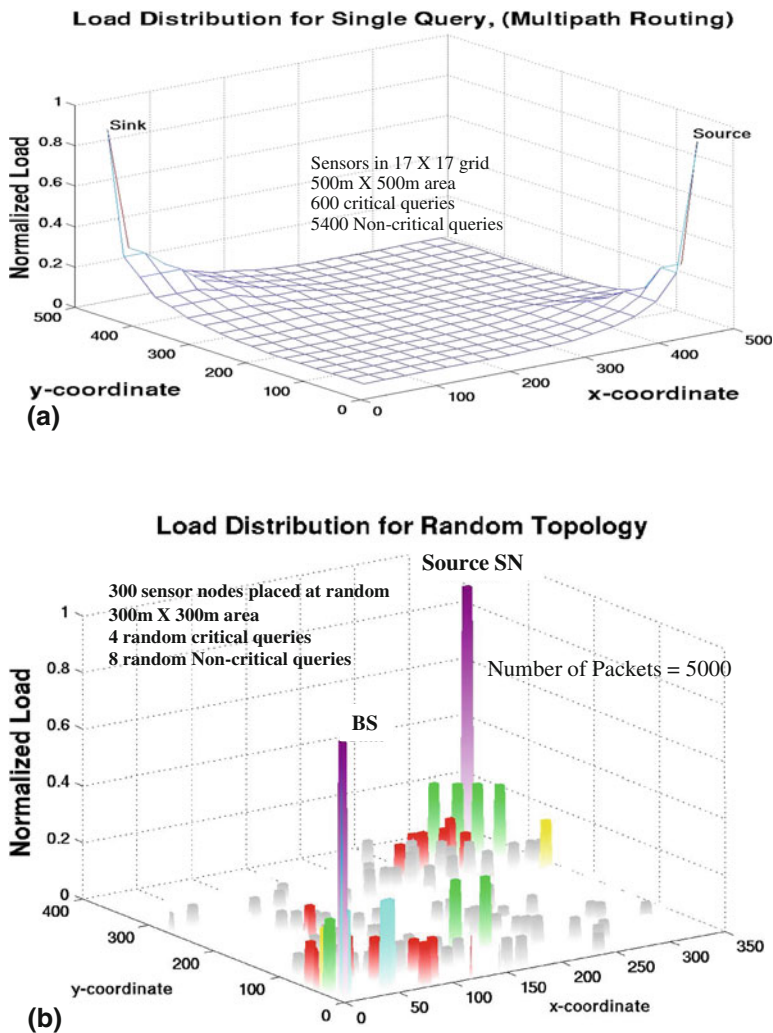 Load Distribution for Single Query, (Multipath Routing)
1
0.8
0.6
0.4
0.2
0
Normalized Load
Sink
Source
Sensors in 17 X 17 grid
500m X 500m area
600 critical queries
5400 Non-critical queries
500
400
300
200
100
0
y-coordinate
0
100
200
300
400
500
x-coordinate
(a)
Load Distribution for Random Topology
Source SN
300 sensor nodes placed at random
300m X 300m area
4 random critical queries
8 random Non-critical queries
Number of Packets = 5000
BS
1
0.8
0.6
0.4
0.2
0
Normalized Load
400
300
200
100
0
y-coordinate
0
50
100
150
200
250
300
350
x-coordinate
(b)